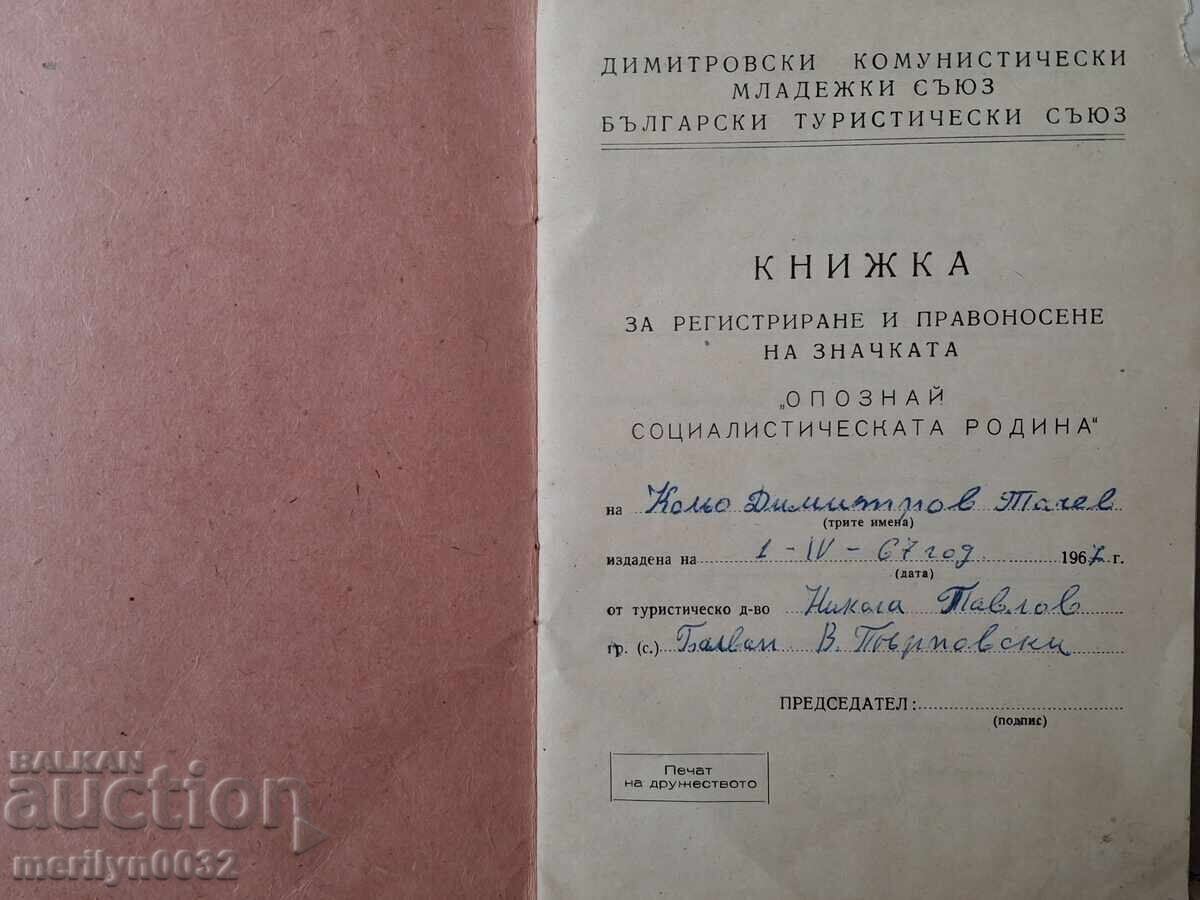 ДИМИТРОВСКИ КОМУНИСТИЧЕСКИ
МЛАДЕЖКИ СЪЮЗ
БЪЛГАРСКИ ТУРИСТИЧЕСКИ СЪЮЗ
КНИЖКА
ЗА РЕГИСТРИРАНЕ И ПРАВОНОСЕНЕ
НА ЗНАЧКАТА
„ОПОЗНАЙ
СОЦИАЛИСТИЧЕСКАТА РОДИНА“
на Кольо Димитров Тачев
(трите имена)
издадена на 1 - IV - 67 год 1967 г.
(дата)
от туристическо д-во Никола Павлов
гр. (с.) Балван В. Търновски
ПРЕДСЕДАТЕЛ:
(подпис)
Печат
на дружеството
BALKAN
auction
merilyn0032